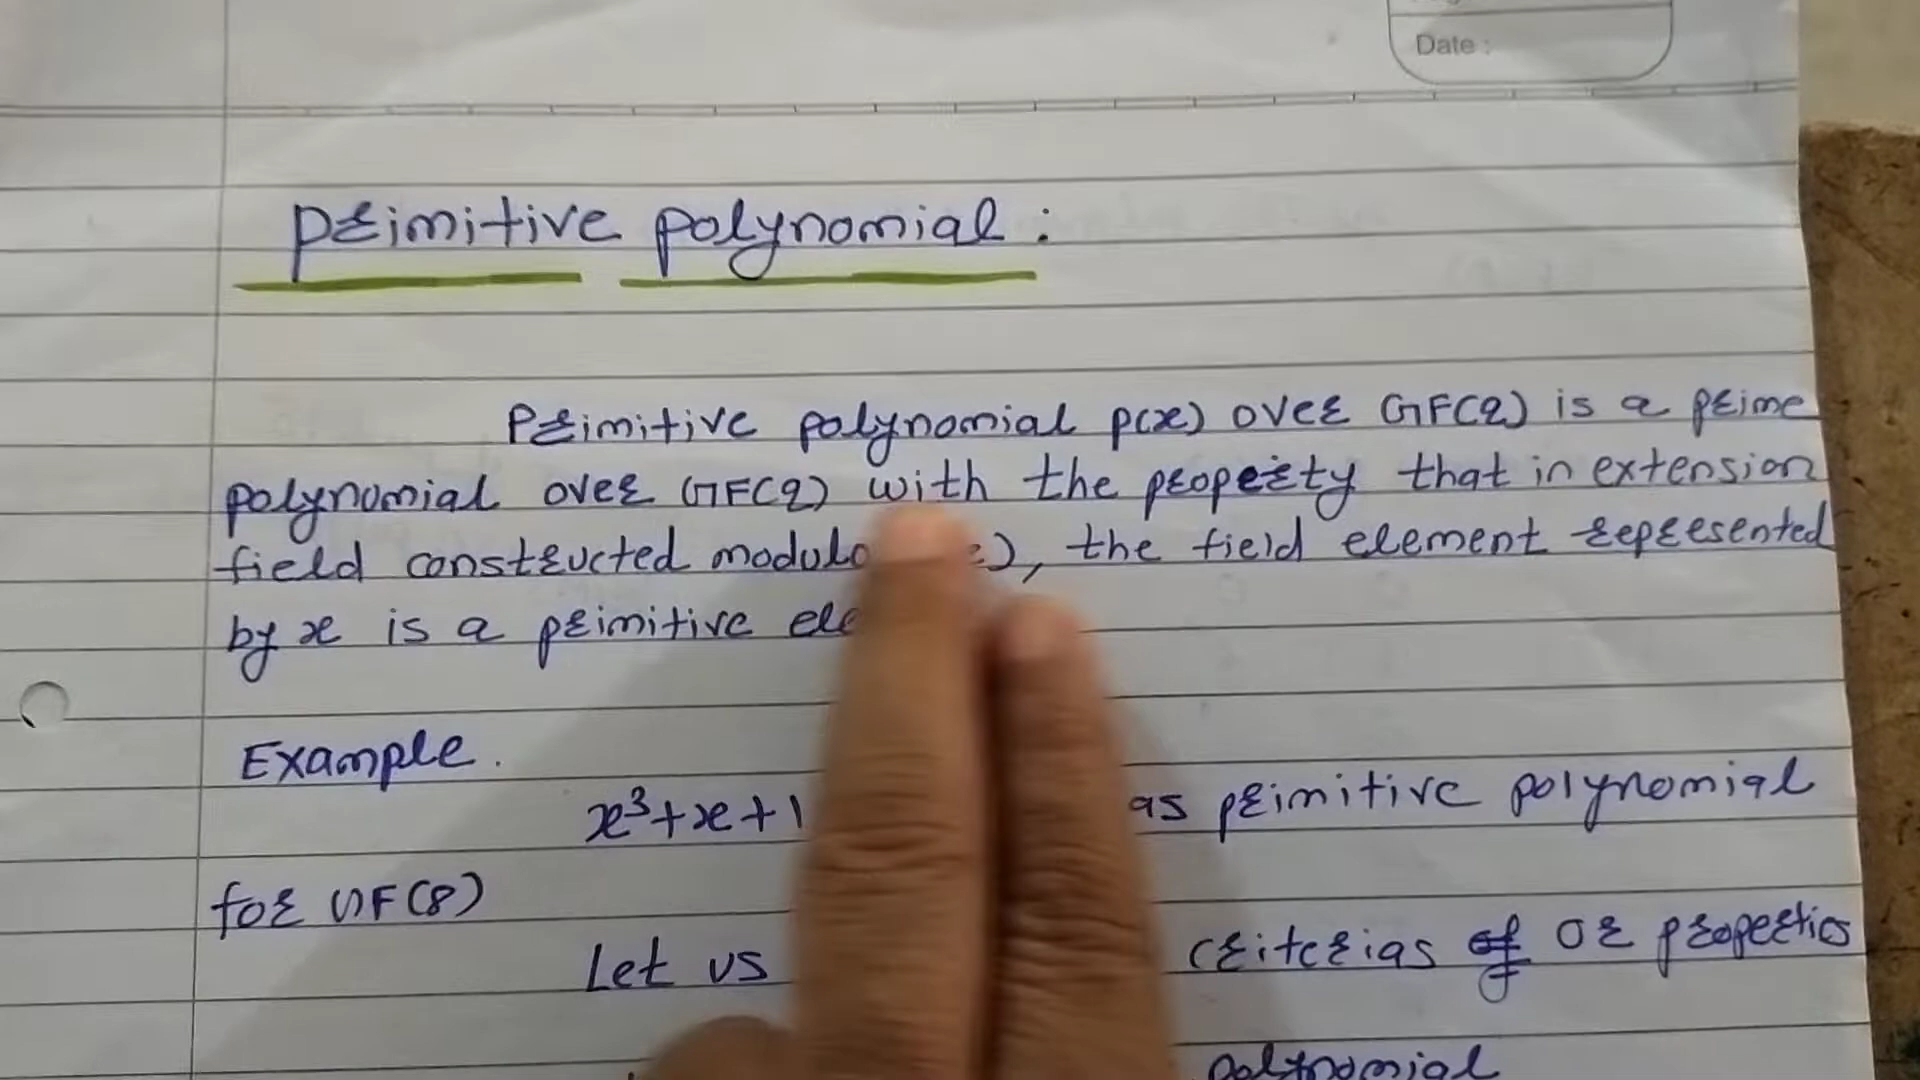 Date :
Primitive polynomial :
Primitive polynomial p(x) over GF(q) is a prime
polynomial over GF(q) with the property that in extension
field constructed modulo , the field element represented
by x is a primitive
Example.
x³+x+1 as primitive polynomial
for GF(8)
Let us criterias of or properties
polynomial